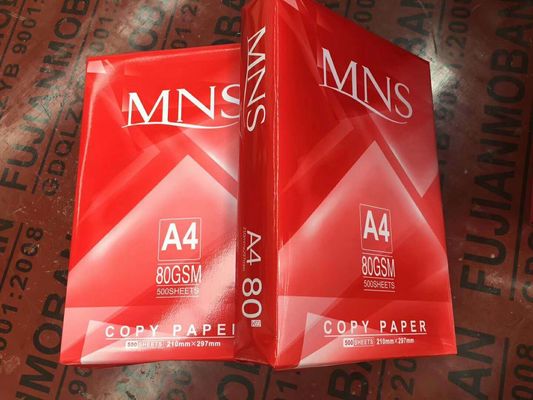 MNS
A4
80GSM
500SHEETS
COPY PAPER
500 SHEETS 210mm×297mm
MNS
A4 80
MNS
A4
80GSM
500SHEETS
COPY PAPER
500 SHEETS 210mm×297mm
FUJIANMOBAN
9001:2008
FUJIANMOBAN